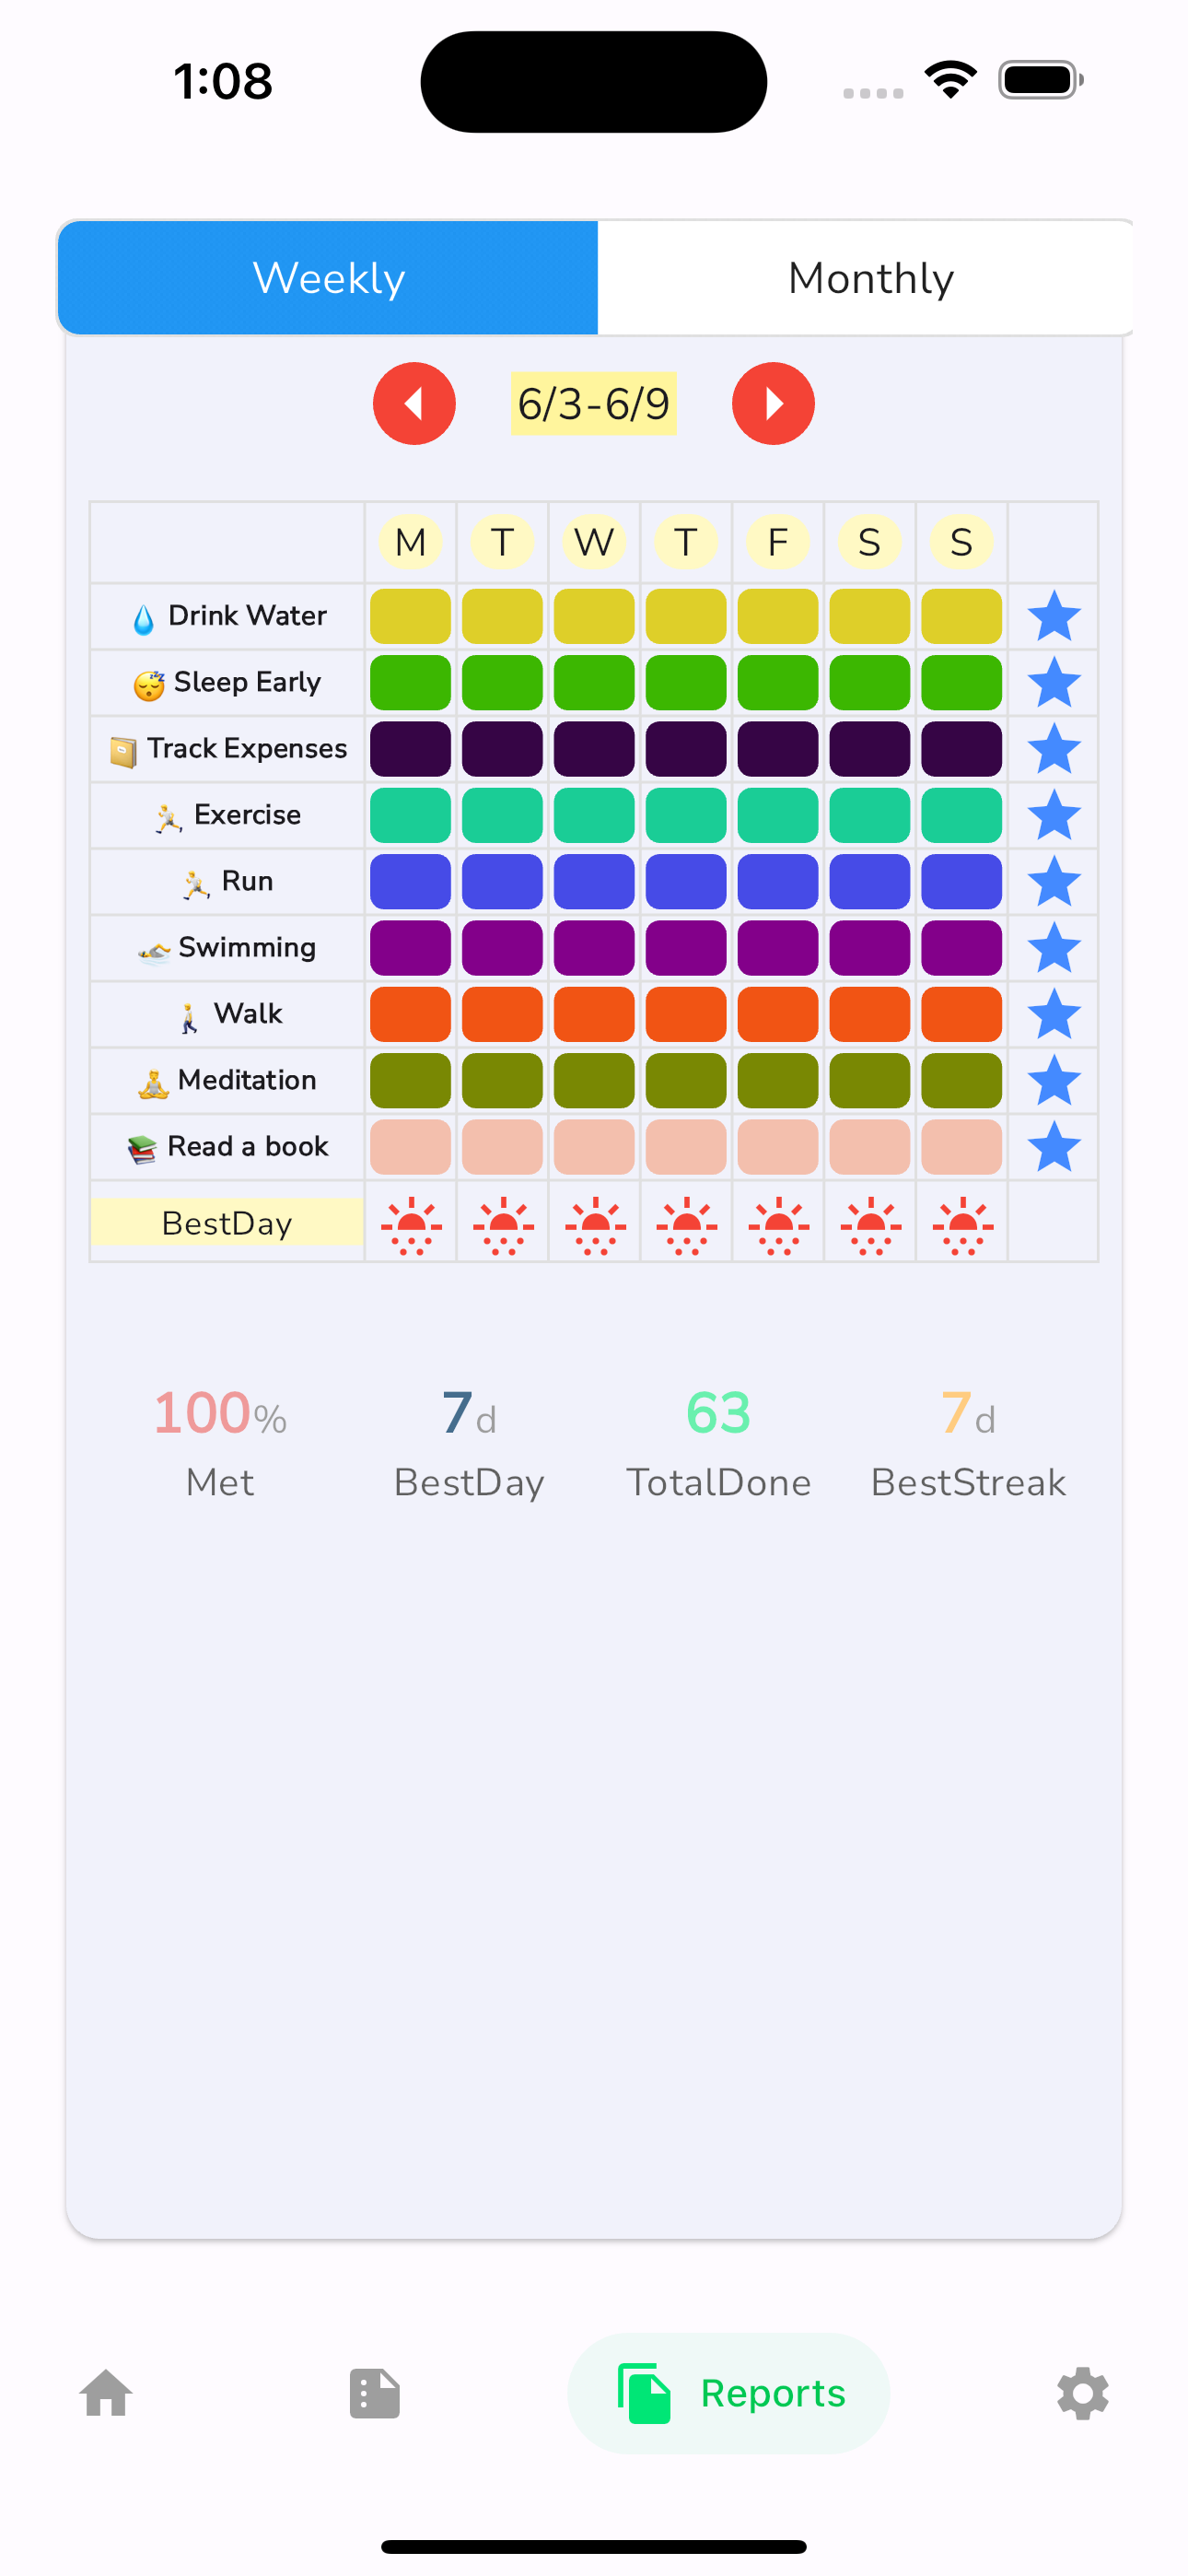 1:08
Weekly Monthly
6/3-6/9
M T W T F S S
Drink Water
Sleep Early
Track Expenses
Exercise
Run
Swimming
Walk
Meditation
Read a book
BestDay
100% 7d 63 7d
Met BestDay TotalDone BestStreak
Reports